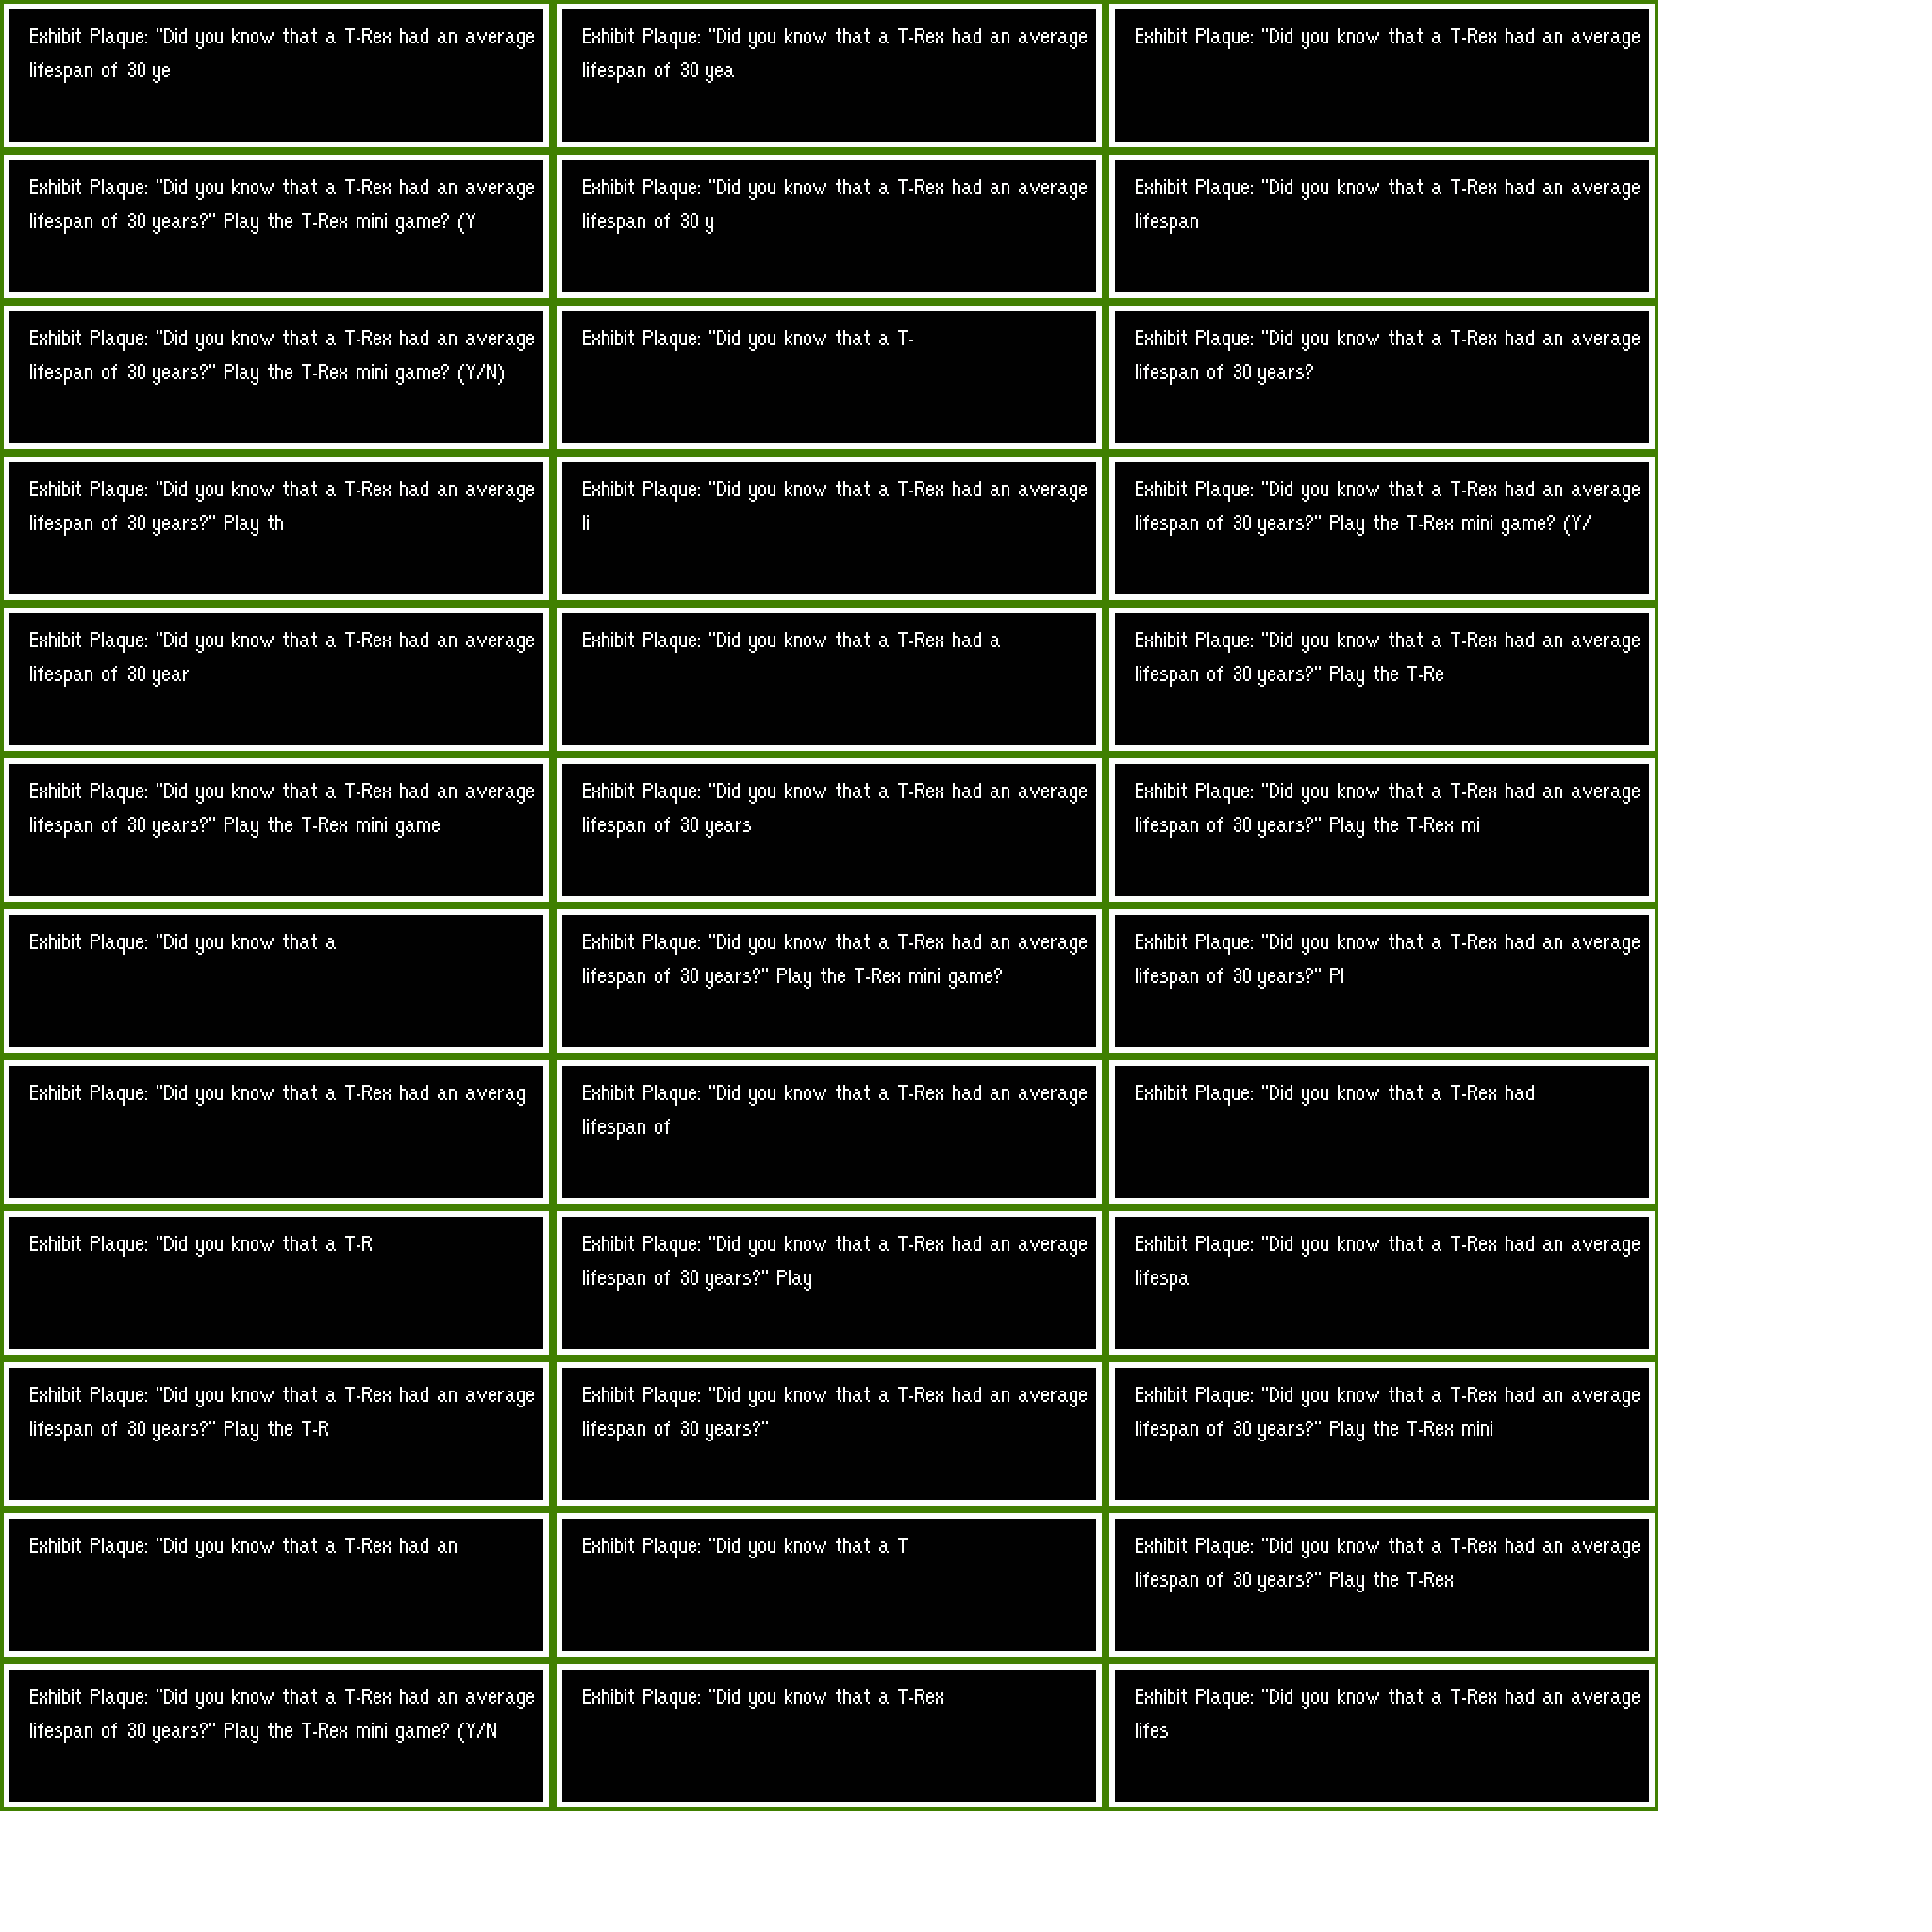 Exhibit Plaque: "Did you know that a T-Rex had an average
lifespan of 30 ye
Exhibit Plaque: "Did you know that a T-Rex had an average
lifespan of 30 yea
Exhibit Plaque: "Did you know that a T-Rex had an average
Exhibit Plaque: "Did you know that a T-Rex had an average
lifespan of 30 years?" Play the T-Rex mini game? (Y
Exhibit Plaque: "Did you know that a T-Rex had an average
lifespan of 30 y
Exhibit Plaque: "Did you know that a T-Rex had an average
lifespan
Exhibit Plaque: "Did you know that a T-Rex had an average
lifespan of 30 years?" Play the T-Rex mini game? (Y/N)
Exhibit Plaque: "Did you know that a T-
Exhibit Plaque: "Did you know that a T-Rex had an average
lifespan of 30 years?
Exhibit Plaque: "Did you know that a T-Rex had an average
lifespan of 30 years?" Play th
Exhibit Plaque: "Did you know that a T-Rex had an average
li
Exhibit Plaque: "Did you know that a T-Rex had an average
lifespan of 30 years?" Play the T-Rex mini game? (Y/
Exhibit Plaque: "Did you know that a T-Rex had an average
lifespan of 30 year
Exhibit Plaque: "Did you know that a T-Rex had a
Exhibit Plaque: "Did you know that a T-Rex had an average
lifespan of 30 years?" Play the T-Re
Exhibit Plaque: "Did you know that a T-Rex had an average
lifespan of 30 years?" Play the T-Rex mini game
Exhibit Plaque: "Did you know that a T-Rex had an average
lifespan of 30 years
Exhibit Plaque: "Did you know that a T-Rex had an average
lifespan of 30 years?" Play the T-Rex mi
Exhibit Plaque: "Did you know that a
Exhibit Plaque: "Did you know that a T-Rex had an average
lifespan of 30 years?" Play the T-Rex mini game?
Exhibit Plaque: "Did you know that a T-Rex had an average
lifespan of 30 years?" Pl
Exhibit Plaque: "Did you know that a T-Rex had an averag
Exhibit Plaque: "Did you know that a T-Rex had an average
lifespan of
Exhibit Plaque: "Did you know that a T-Rex had
Exhibit Plaque: "Did you know that a T-R
Exhibit Plaque: "Did you know that a T-Rex had an average
lifespan of 30 years?" Play
Exhibit Plaque: "Did you know that a T-Rex had an average
lifespa
Exhibit Plaque: "Did you know that a T-Rex had an average
lifespan of 30 years?" Play the T-R
Exhibit Plaque: "Did you know that a T-Rex had an average
lifespan of 30 years?"
Exhibit Plaque: "Did you know that a T-Rex had an average
lifespan of 30 years?" Play the T-Rex mini
Exhibit Plaque: "Did you know that a T-Rex had an
Exhibit Plaque: "Did you know that a T
Exhibit Plaque: "Did you know that a T-Rex had an average
lifespan of 30 years?" Play the T-Rex
Exhibit Plaque: "Did you know that a T-Rex had an average
lifespan of 30 years?" Play the T-Rex mini game? (Y/N
Exhibit Plaque: "Did you know that a T-Rex
Exhibit Plaque: "Did you know that a T-Rex had an average
lifes